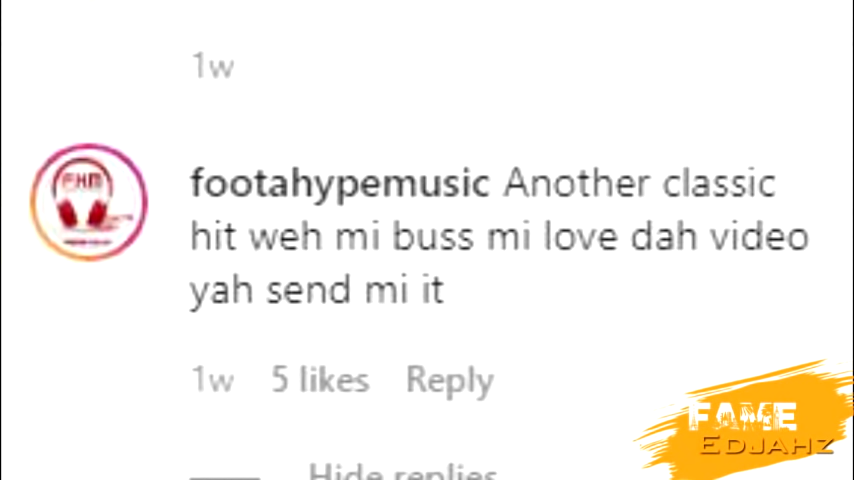 1w
FHM
footahypemusic Another classic
hit weh mi buss mi love dah video
yah send mi it
1w 5 likes Reply
Hide replies
FAME
EDJAHZ